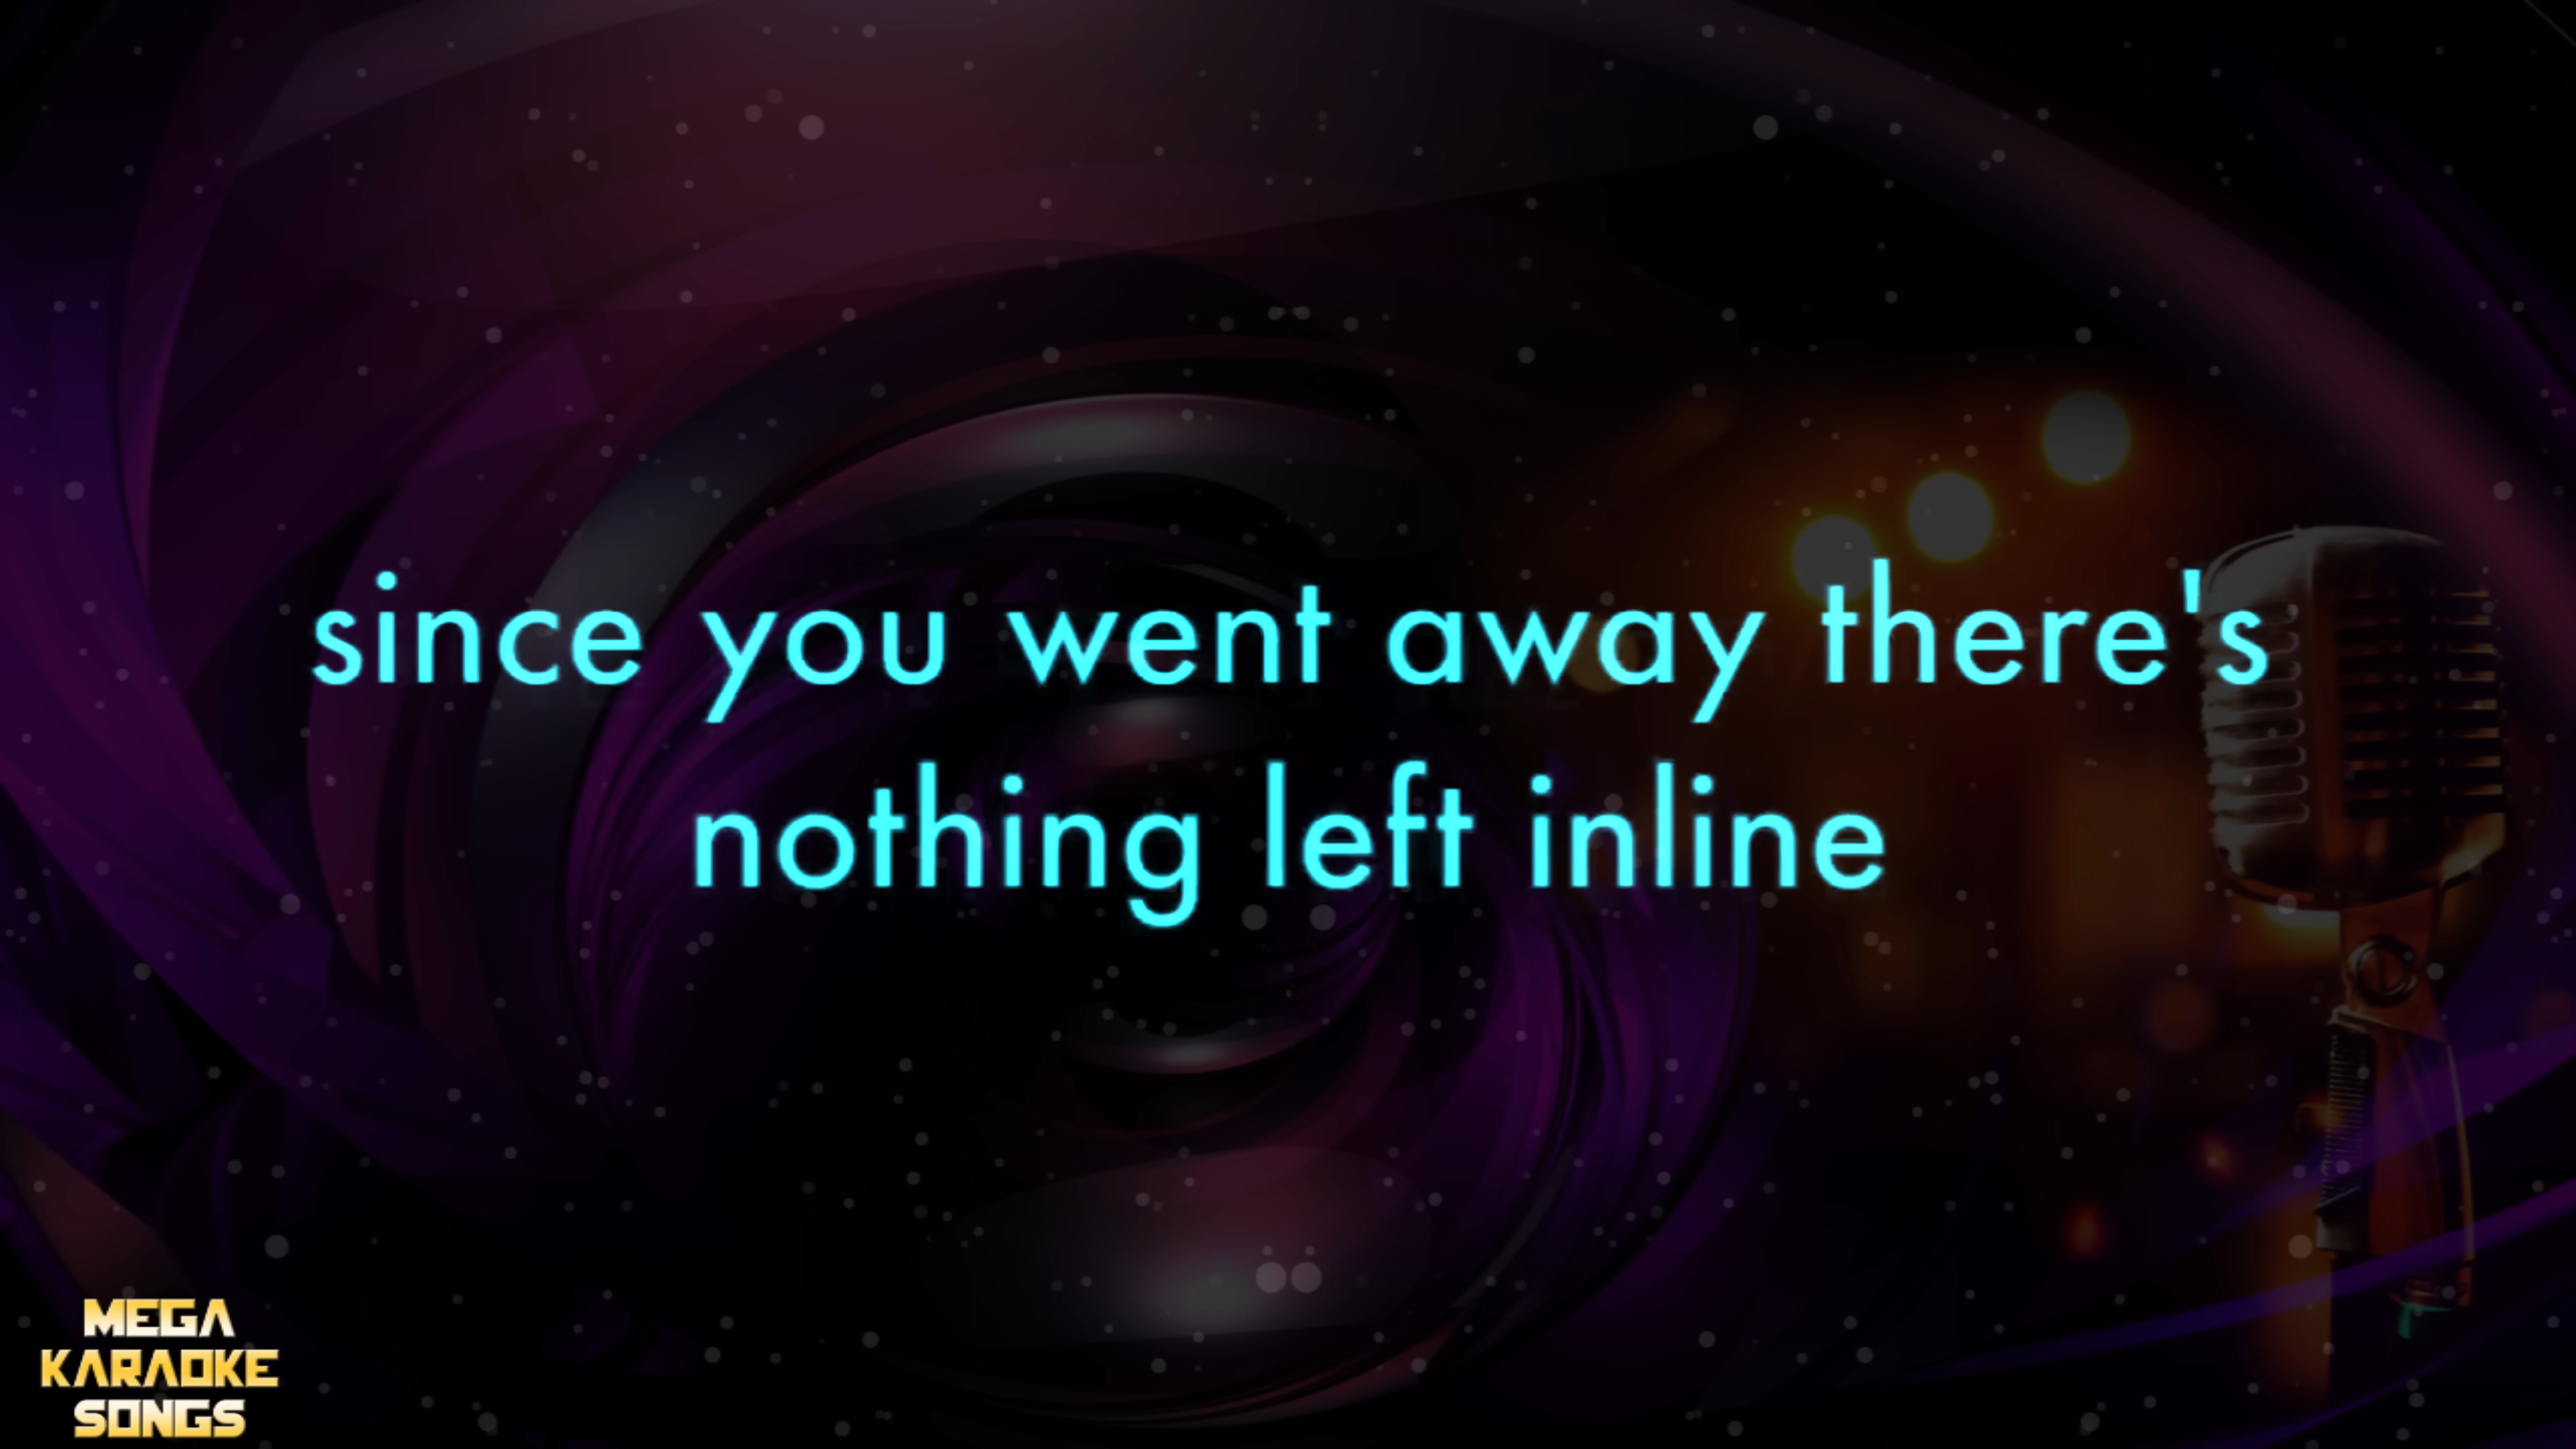 since you went away there's
nothing left inline
MEGA
KARAOKE
SONGS